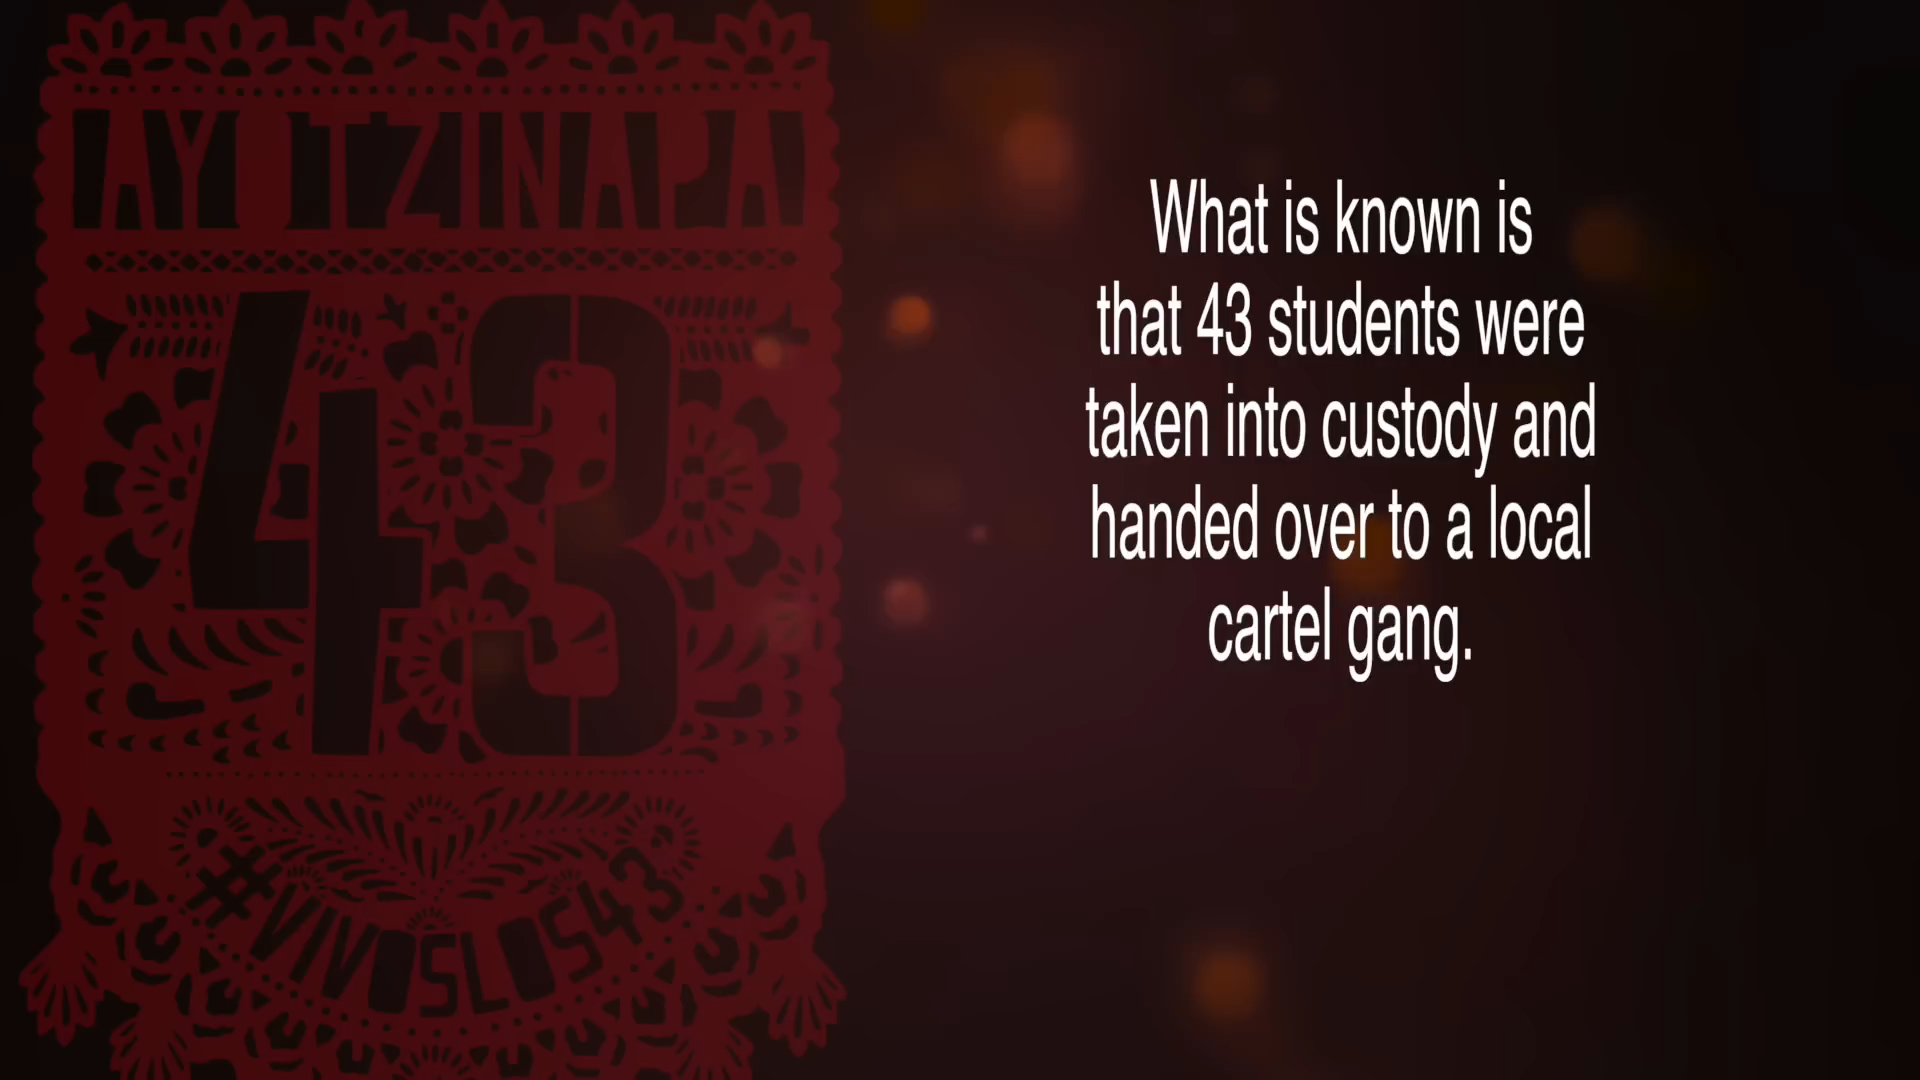 AYOTZINAPA
43
#VIVOSLOS43
What is known is
that 43 students were
taken into custody and
handed over to a local
cartel gang.